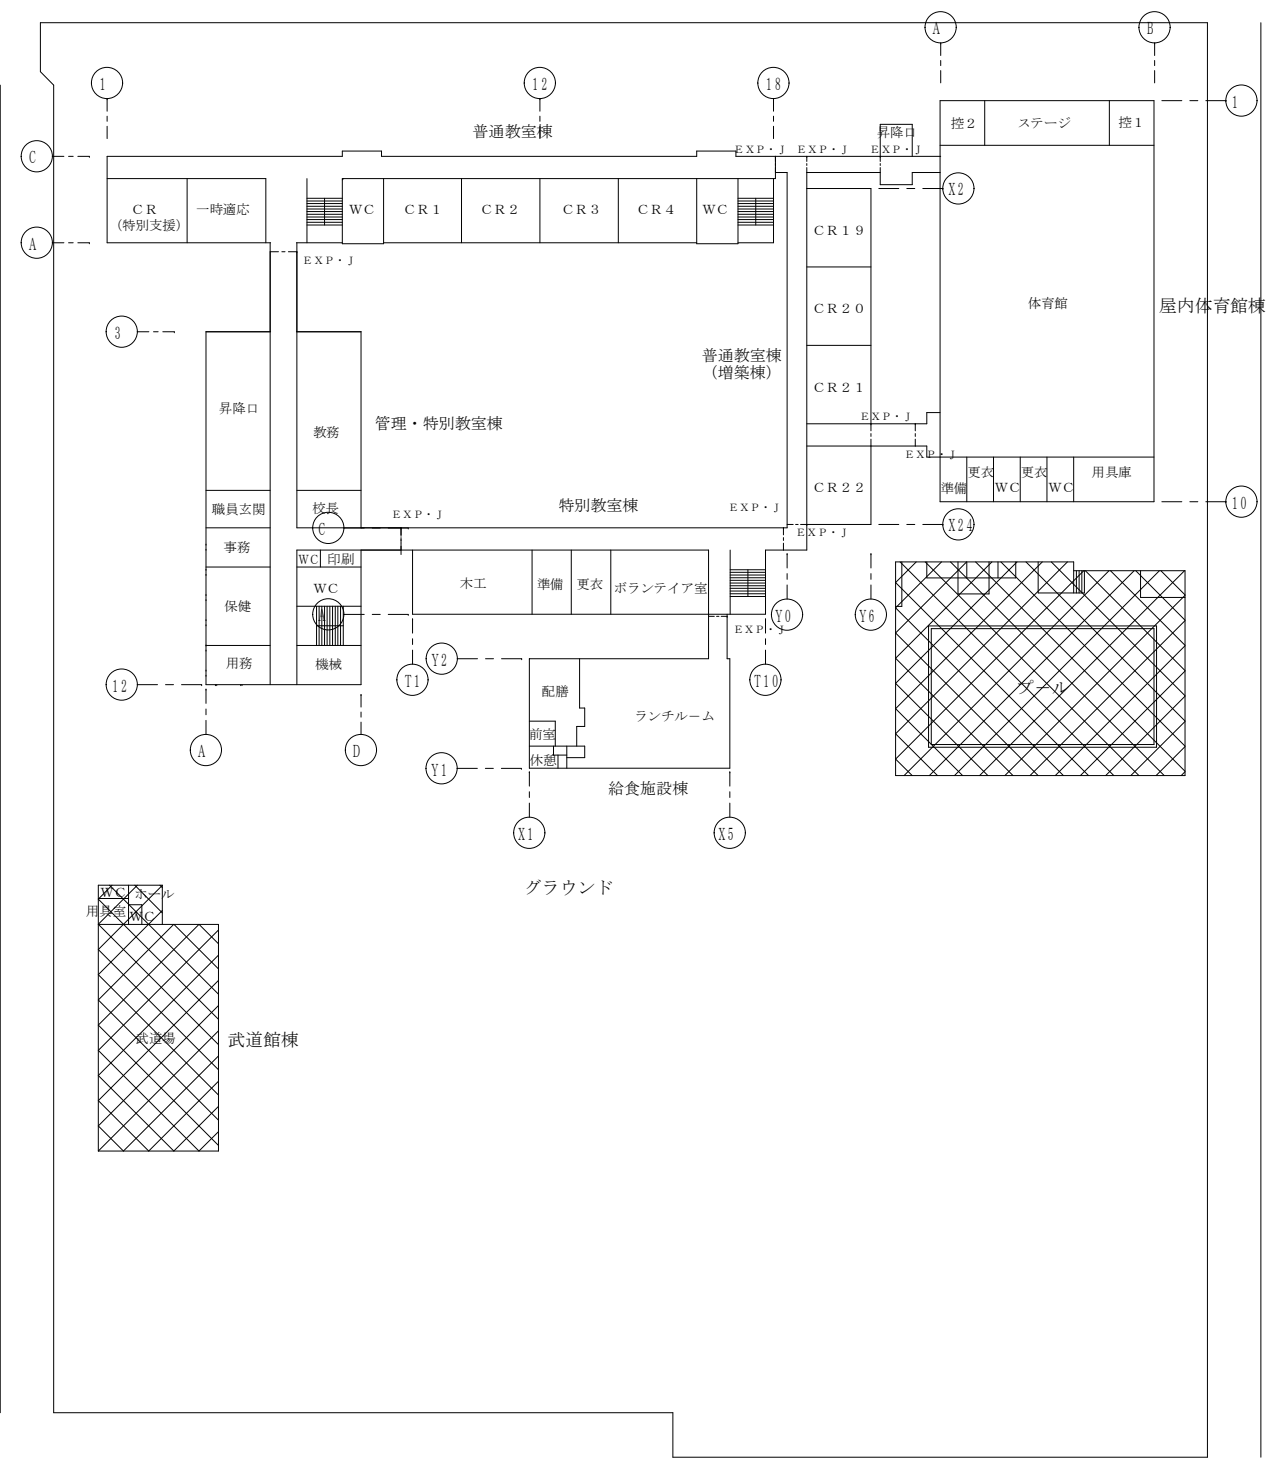 A
B
1
12
18
1
普通教室棟
昇降口
控２
ステージ
控１
C
EXP・J
EXP・J
EXP・J
X2
CR
(特別支援)
一時適応
WC
CR1
CR2
CR3
CR4
WC
CR19
A
EXP・J
体育館
屋内体育館棟
CR20
3
普通教室棟
(増築棟)
CR21
昇降口
教務
管理・特別教室棟
EXP・J
EXP・J
準備
更衣
WC
更衣
WC
用具庫
CR22
職員玄関
校長
EXP・J
特別教室棟
EXP・J
10
C
X24
EXP・J
事務
WC
印刷
木工
準備
更衣
ボランテイア室
WC
保健
A
Y0
Y6
EXP・J
用務
機械
Y2
12
T1
T10
配膳
ランチルーム
プール
前室
A
D
休憩
Y1
給食施設棟
X1
X5
グラウンド
WC
ホール
用具室
WC
武道場
武道館棟